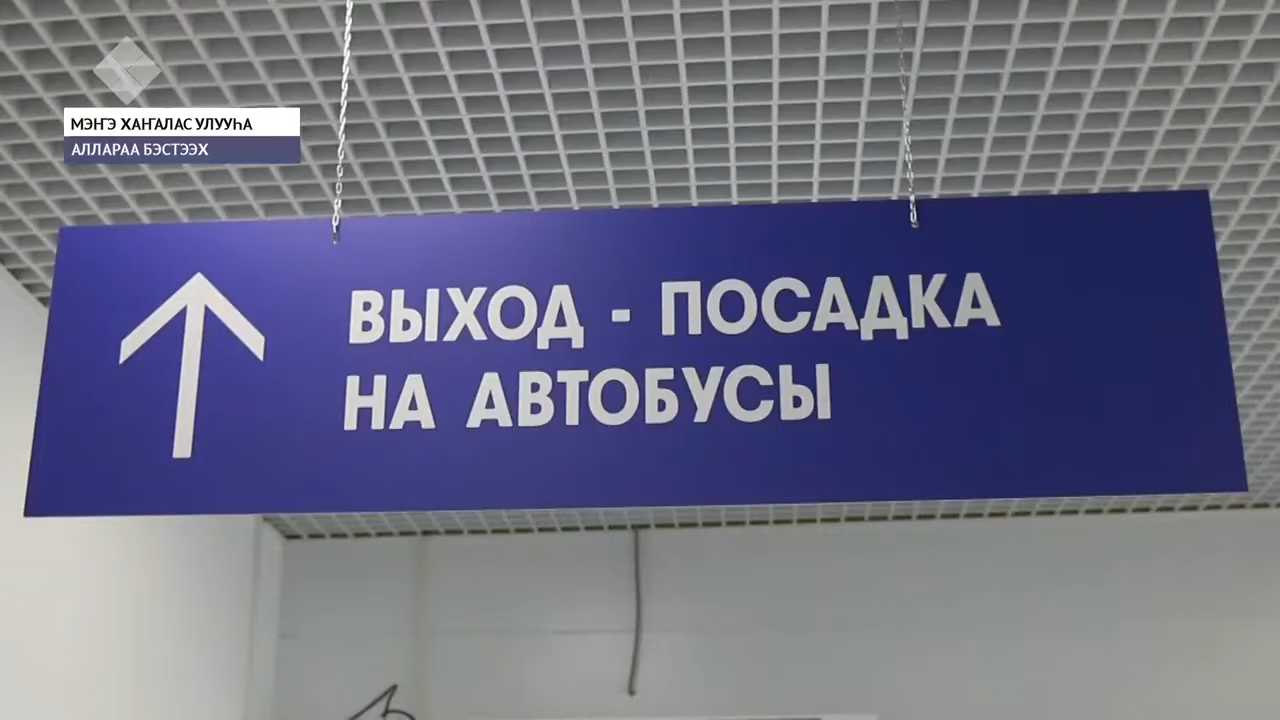 МЭҤЭ ХАҤАЛАС УЛУУҺА
АЛЛАРАА БЭСТЭЭХ
ВЫХОД - ПОСАДКА
НА АВТОБУСЫ